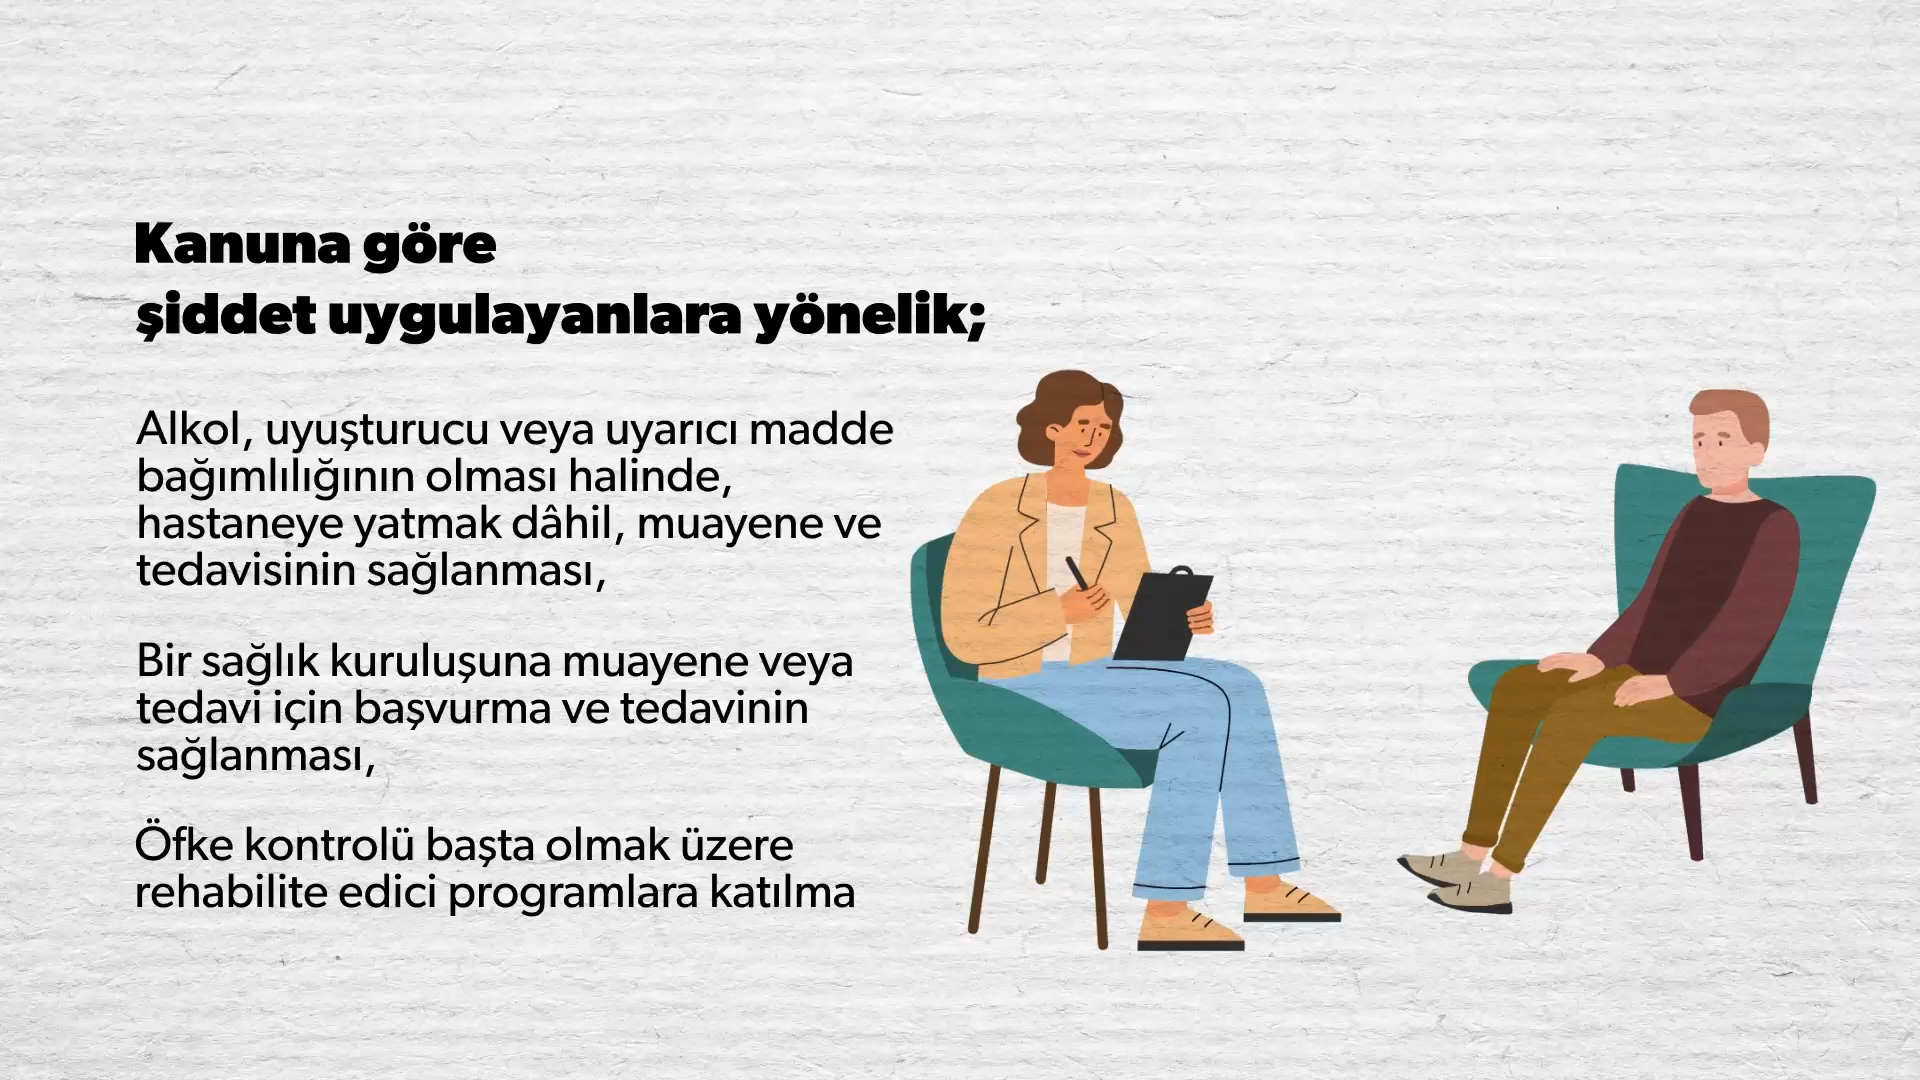 Kanuna göre
şiddet uygulayanlara yönelik;
Alkol, uyuşturucu veya uyarıcı madde
bağımlılığının olması halinde,
hastaneye yatmak dâhil, muayene ve
tedavisinin sağlanması,
Bir sağlık kuruluşuna muayene veya
tedavi için başvurma ve tedavinin
sağlanması,
Öfke kontrolü başta olmak üzere
rehabilite edici programlara katılma